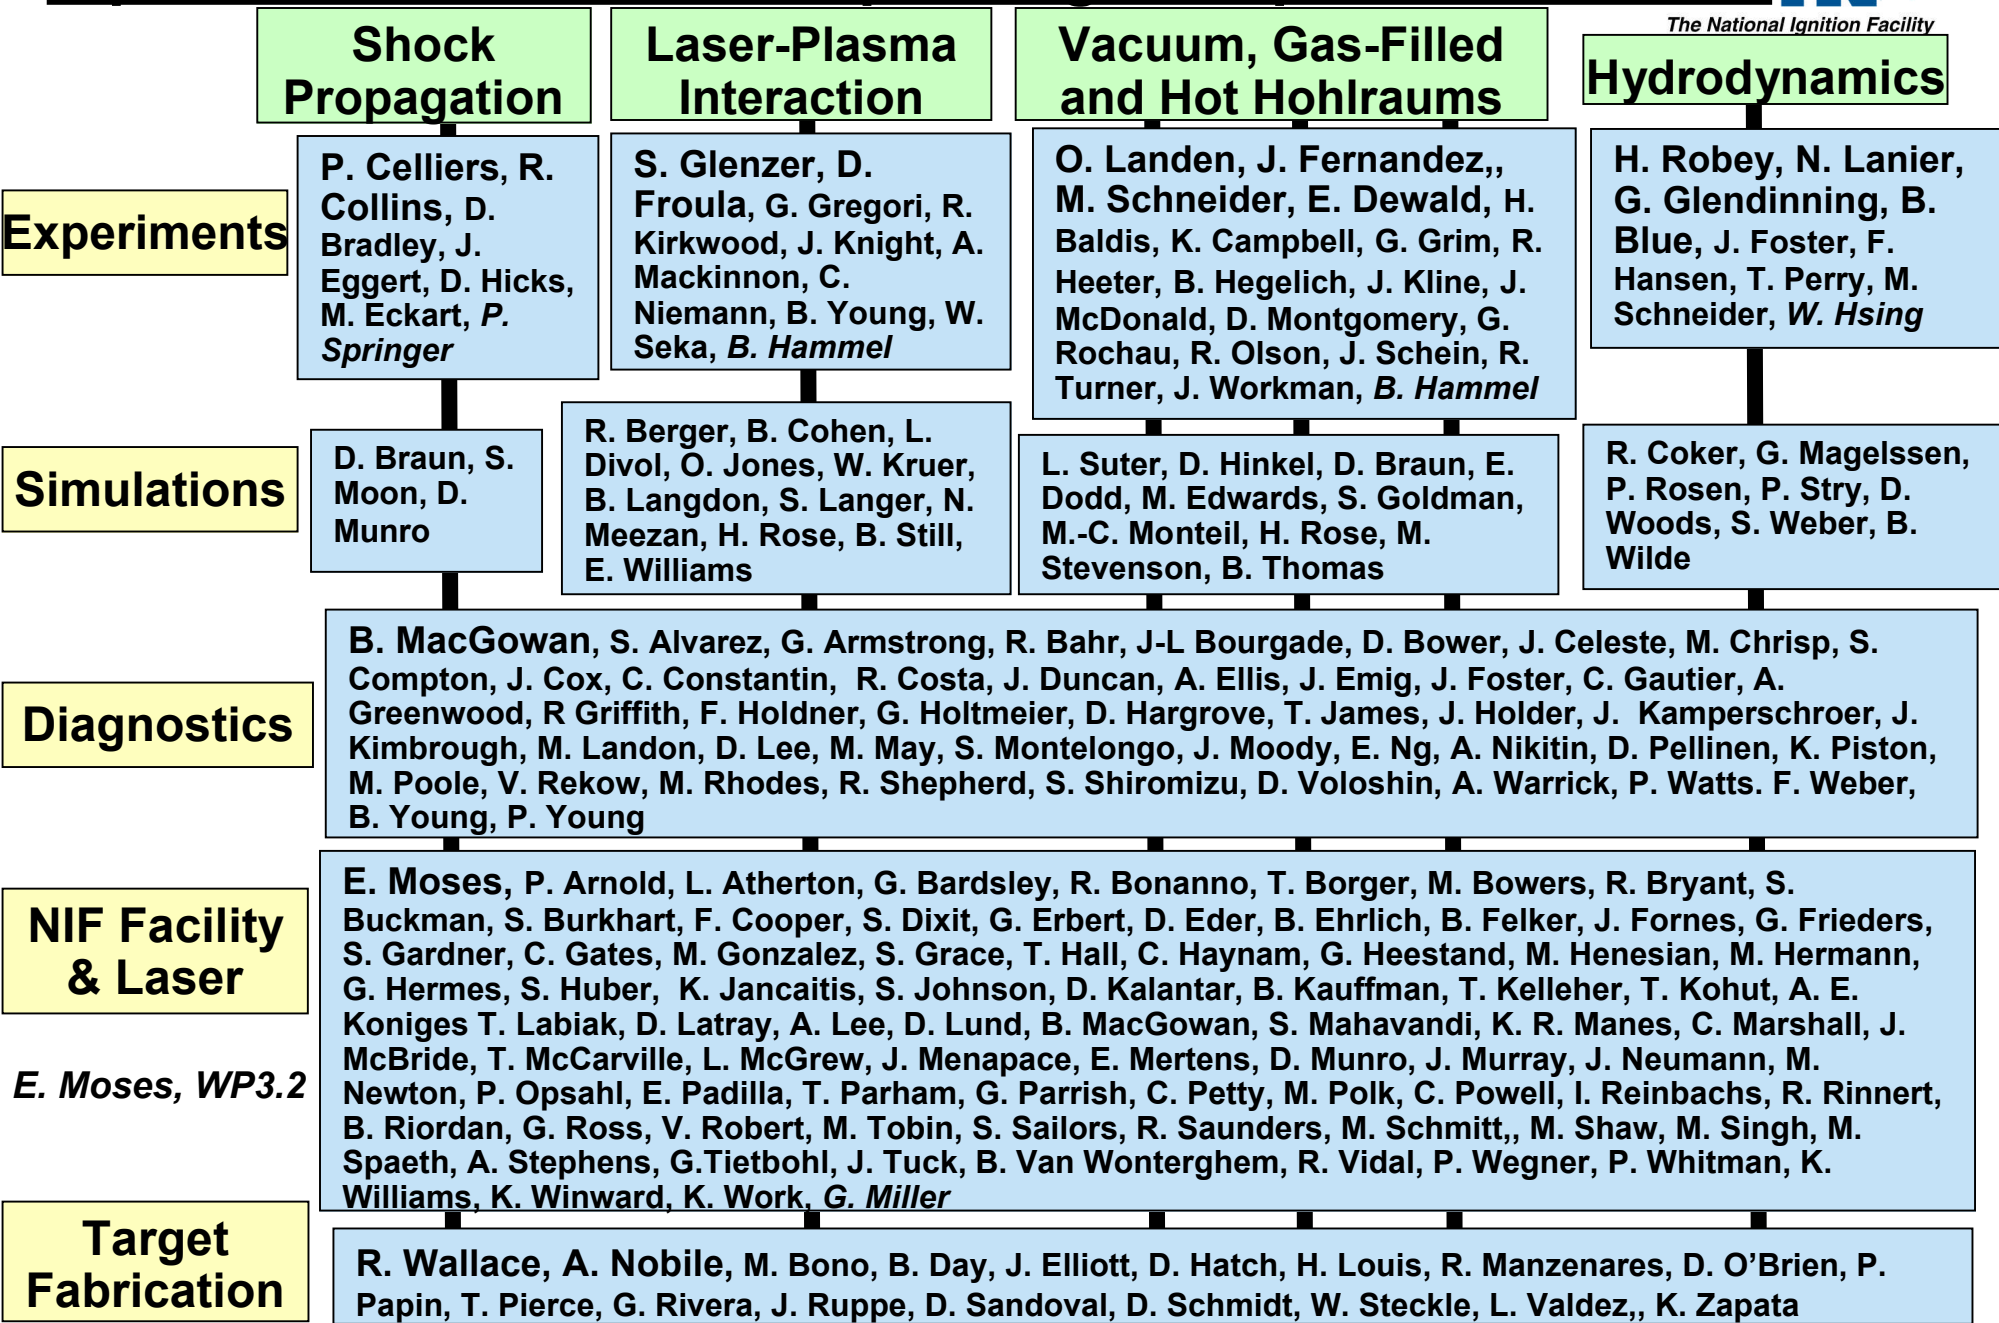 The National Ignition Facility
Shock
Propagation
Laser-Plasma
Interaction
Vacuum, Gas-Filled
and Hot Hohlraums
Hydrodynamics
Experiments
P. Celliers, R.
Collins, D.
Bradley, J.
Eggert, D. Hicks,
M. Eckart, P.
Springer
S. Glenzer, D.
Froula, G. Gregori, R.
Kirkwood, J. Knight, A.
Mackinnon, C.
Niemann, B. Young, W.
Seka, B. Hammel
O. Landen, J. Fernandez,,
M. Schneider, E. Dewald, H.
Baldis, K. Campbell, G. Grim, R.
Heeter, B. Hegelich, J. Kline, J.
McDonald, D. Montgomery, G.
Rochau, R. Olson, J. Schein, R.
Turner, J. Workman, B. Hammel
H. Robey, N. Lanier,
G. Glendinning, B.
Blue, J. Foster, F.
Hansen, T. Perry, M.
Schneider, W. Hsing
Simulations
D. Braun, S.
Moon, D.
Munro
R. Berger, B. Cohen, L.
Divol, O. Jones, W. Kruer,
B. Langdon, S. Langer, N.
Meezan, H. Rose, B. Still,
E. Williams
L. Suter, D. Hinkel, D. Braun, E.
Dodd, M. Edwards, S. Goldman,
M.-C. Monteil, H. Rose, M.
Stevenson, B. Thomas
R. Coker, G. Magelssen,
P. Rosen, P. Stry, D.
Woods, S. Weber, B.
Wilde
Diagnostics
B. MacGowan, S. Alvarez, G. Armstrong, R. Bahr, J-L Bourgade, D. Bower, J. Celeste, M. Chrisp, S.
Compton, J. Cox, C. Constantin, R. Costa, J. Duncan, A. Ellis, J. Emig, J. Foster, C. Gautier, A.
Greenwood, R Griffith, F. Holdner, G. Holtmeier, D. Hargrove, T. James, J. Holder, J. Kamperschroer, J.
Kimbrough, M. Landon, D. Lee, M. May, S. Montelongo, J. Moody, E. Ng, A. Nikitin, D. Pellinen, K. Piston,
M. Poole, V. Rekow, M. Rhodes, R. Shepherd, S. Shiromizu, D. Voloshin, A. Warrick, P. Watts. F. Weber,
B. Young, P. Young
NIF Facility
& Laser
E. Moses, WP3.2
E. Moses, P. Arnold, L. Atherton, G. Bardsley, R. Bonanno, T. Borger, M. Bowers, R. Bryant, S.
Buckman, S. Burkhart, F. Cooper, S. Dixit, G. Erbert, D. Eder, B. Ehrlich, B. Felker, J. Fornes, G. Frieders,
S. Gardner, C. Gates, M. Gonzalez, S. Grace, T. Hall, C. Haynam, G. Heestand, M. Henesian, M. Hermann,
G. Hermes, S. Huber, K. Jancaitis, S. Johnson, D. Kalantar, B. Kauffman, T. Kelleher, T. Kohut, A. E.
Koniges T. Labiak, D. Latray, A. Lee, D. Lund, B. MacGowan, S. Mahavandi, K. R. Manes, C. Marshall, J.
McBride, T. McCarville, L. McGrew, J. Menapace, E. Mertens, D. Munro, J. Murray, J. Neumann, M.
Newton, P. Opsahl, E. Padilla, T. Parham, G. Parrish, C. Petty, M. Polk, C. Powell, I. Reinbachs, R. Rinnert,
B. Riordan, G. Ross, V. Robert, M. Tobin, S. Sailors, R. Saunders, M. Schmitt,, M. Shaw, M. Singh, M.
Spaeth, A. Stephens, G.Tietbohl, J. Tuck, B. Van Wonterghem, R. Vidal, P. Wegner, P. Whitman, K.
Williams, K. Winward, K. Work, G. Miller
Target
Fabrication
R. Wallace, A. Nobile, M. Bono, B. Day, J. Elliott, D. Hatch, H. Louis, R. Manzenares, D. O’Brien, P.
Papin, T. Pierce, G. Rivera, J. Ruppe, D. Sandoval, D. Schmidt, W. Steckle, L. Valdez,, K. Zapata